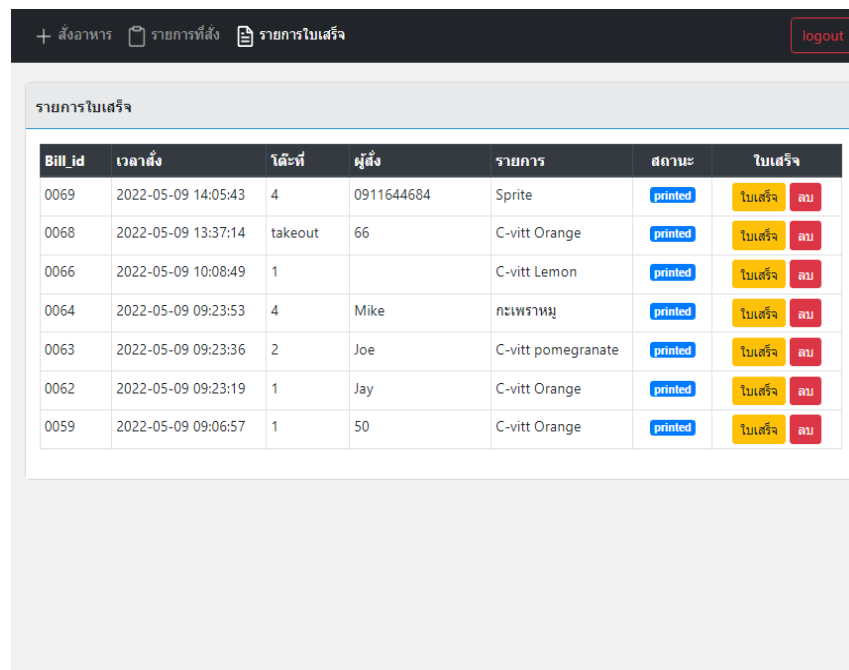 สั่งอาหาร รายการที่สั่ง รายการใบเสร็จ logout
รายการใบเสร็จ
Bill_id เวลาสั่ง โต๊ะที่ ผู้สั่ง รายการ สถานะ ใบเสร็จ
0069 2022-05-09 14:05:43 4 0911644684 Sprite printed ใบเสร็จ ลบ
0068 2022-05-09 13:37:14 takeout 66 C-vitt Orange printed ใบเสร็จ ลบ
0066 2022-05-09 10:08:49 1 C-vitt Lemon printed ใบเสร็จ ลบ
0064 2022-05-09 09:23:53 4 Mike กะเพราหมู printed ใบเสร็จ ลบ
0063 2022-05-09 09:23:36 2 Joe C-vitt pomegranate printed ใบเสร็จ ลบ
0062 2022-05-09 09:23:19 1 Jay C-vitt Orange printed ใบเสร็จ ลบ
0059 2022-05-09 09:06:57 1 50 C-vitt Orange printed ใบเสร็จ ลบ